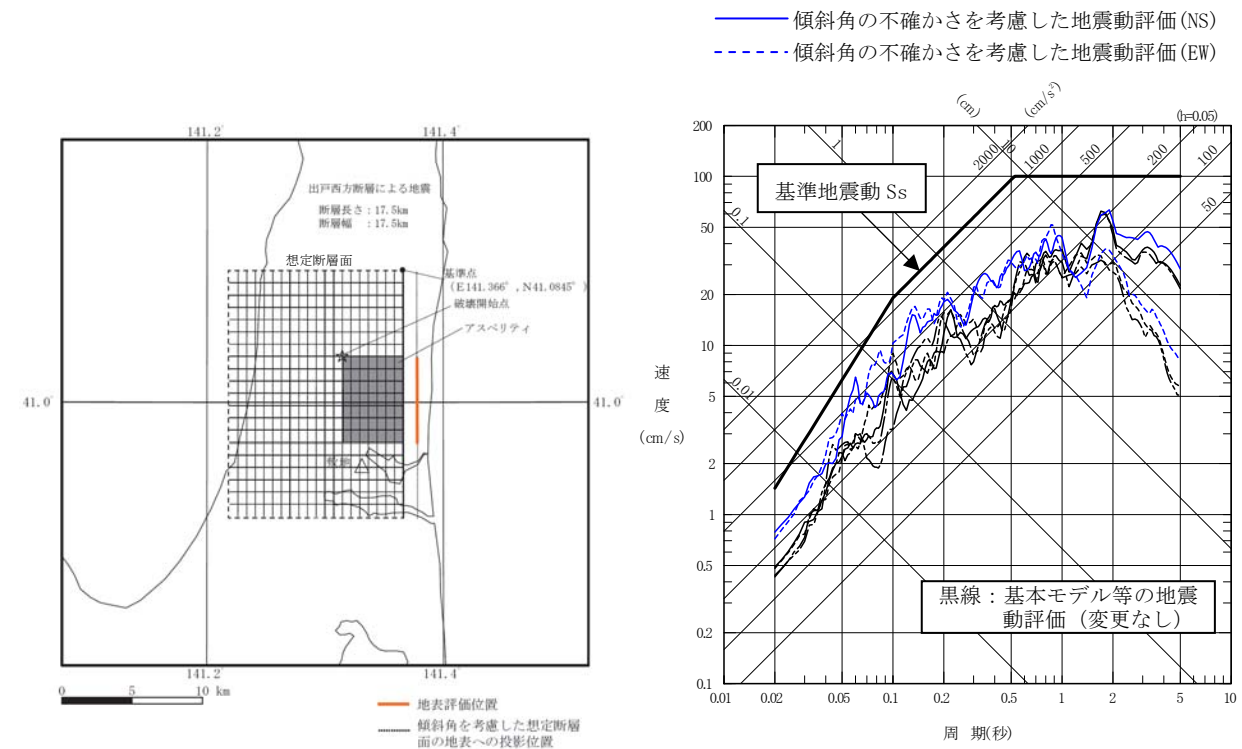 傾斜角の不確かさを考慮した地震動評価(NS)
傾斜角の不確かさを考慮した地震動評価(EW)
141.2°
141.4°
出戸西方断層による地震
断層長さ：17.5km
断層幅　：17.5km
想定断層面
基準点
（E141.366°，N41.0845°）
破壊開始点
アスペリティ
41.0°
41.0°
敷地
141.2°
141.4°
0 5 10 km
地表評価位置
傾斜角を考慮した想定断層
面の地表への投影位置
(cm)
(cm/s²)
(h=0.05)
200
100
50
20
10
5
2
1
0.5
0.2
0.1
1
0.1
0.01
10
2000
1000
500
200
100
50
基準地震動 Ss
速
度
(cm/s)
黒線：基本モデル等の地震
動評価（変更なし）
0.01 0.02 0.05 0.1 0.2 0.5 1 2 5 10
周 期(秒)